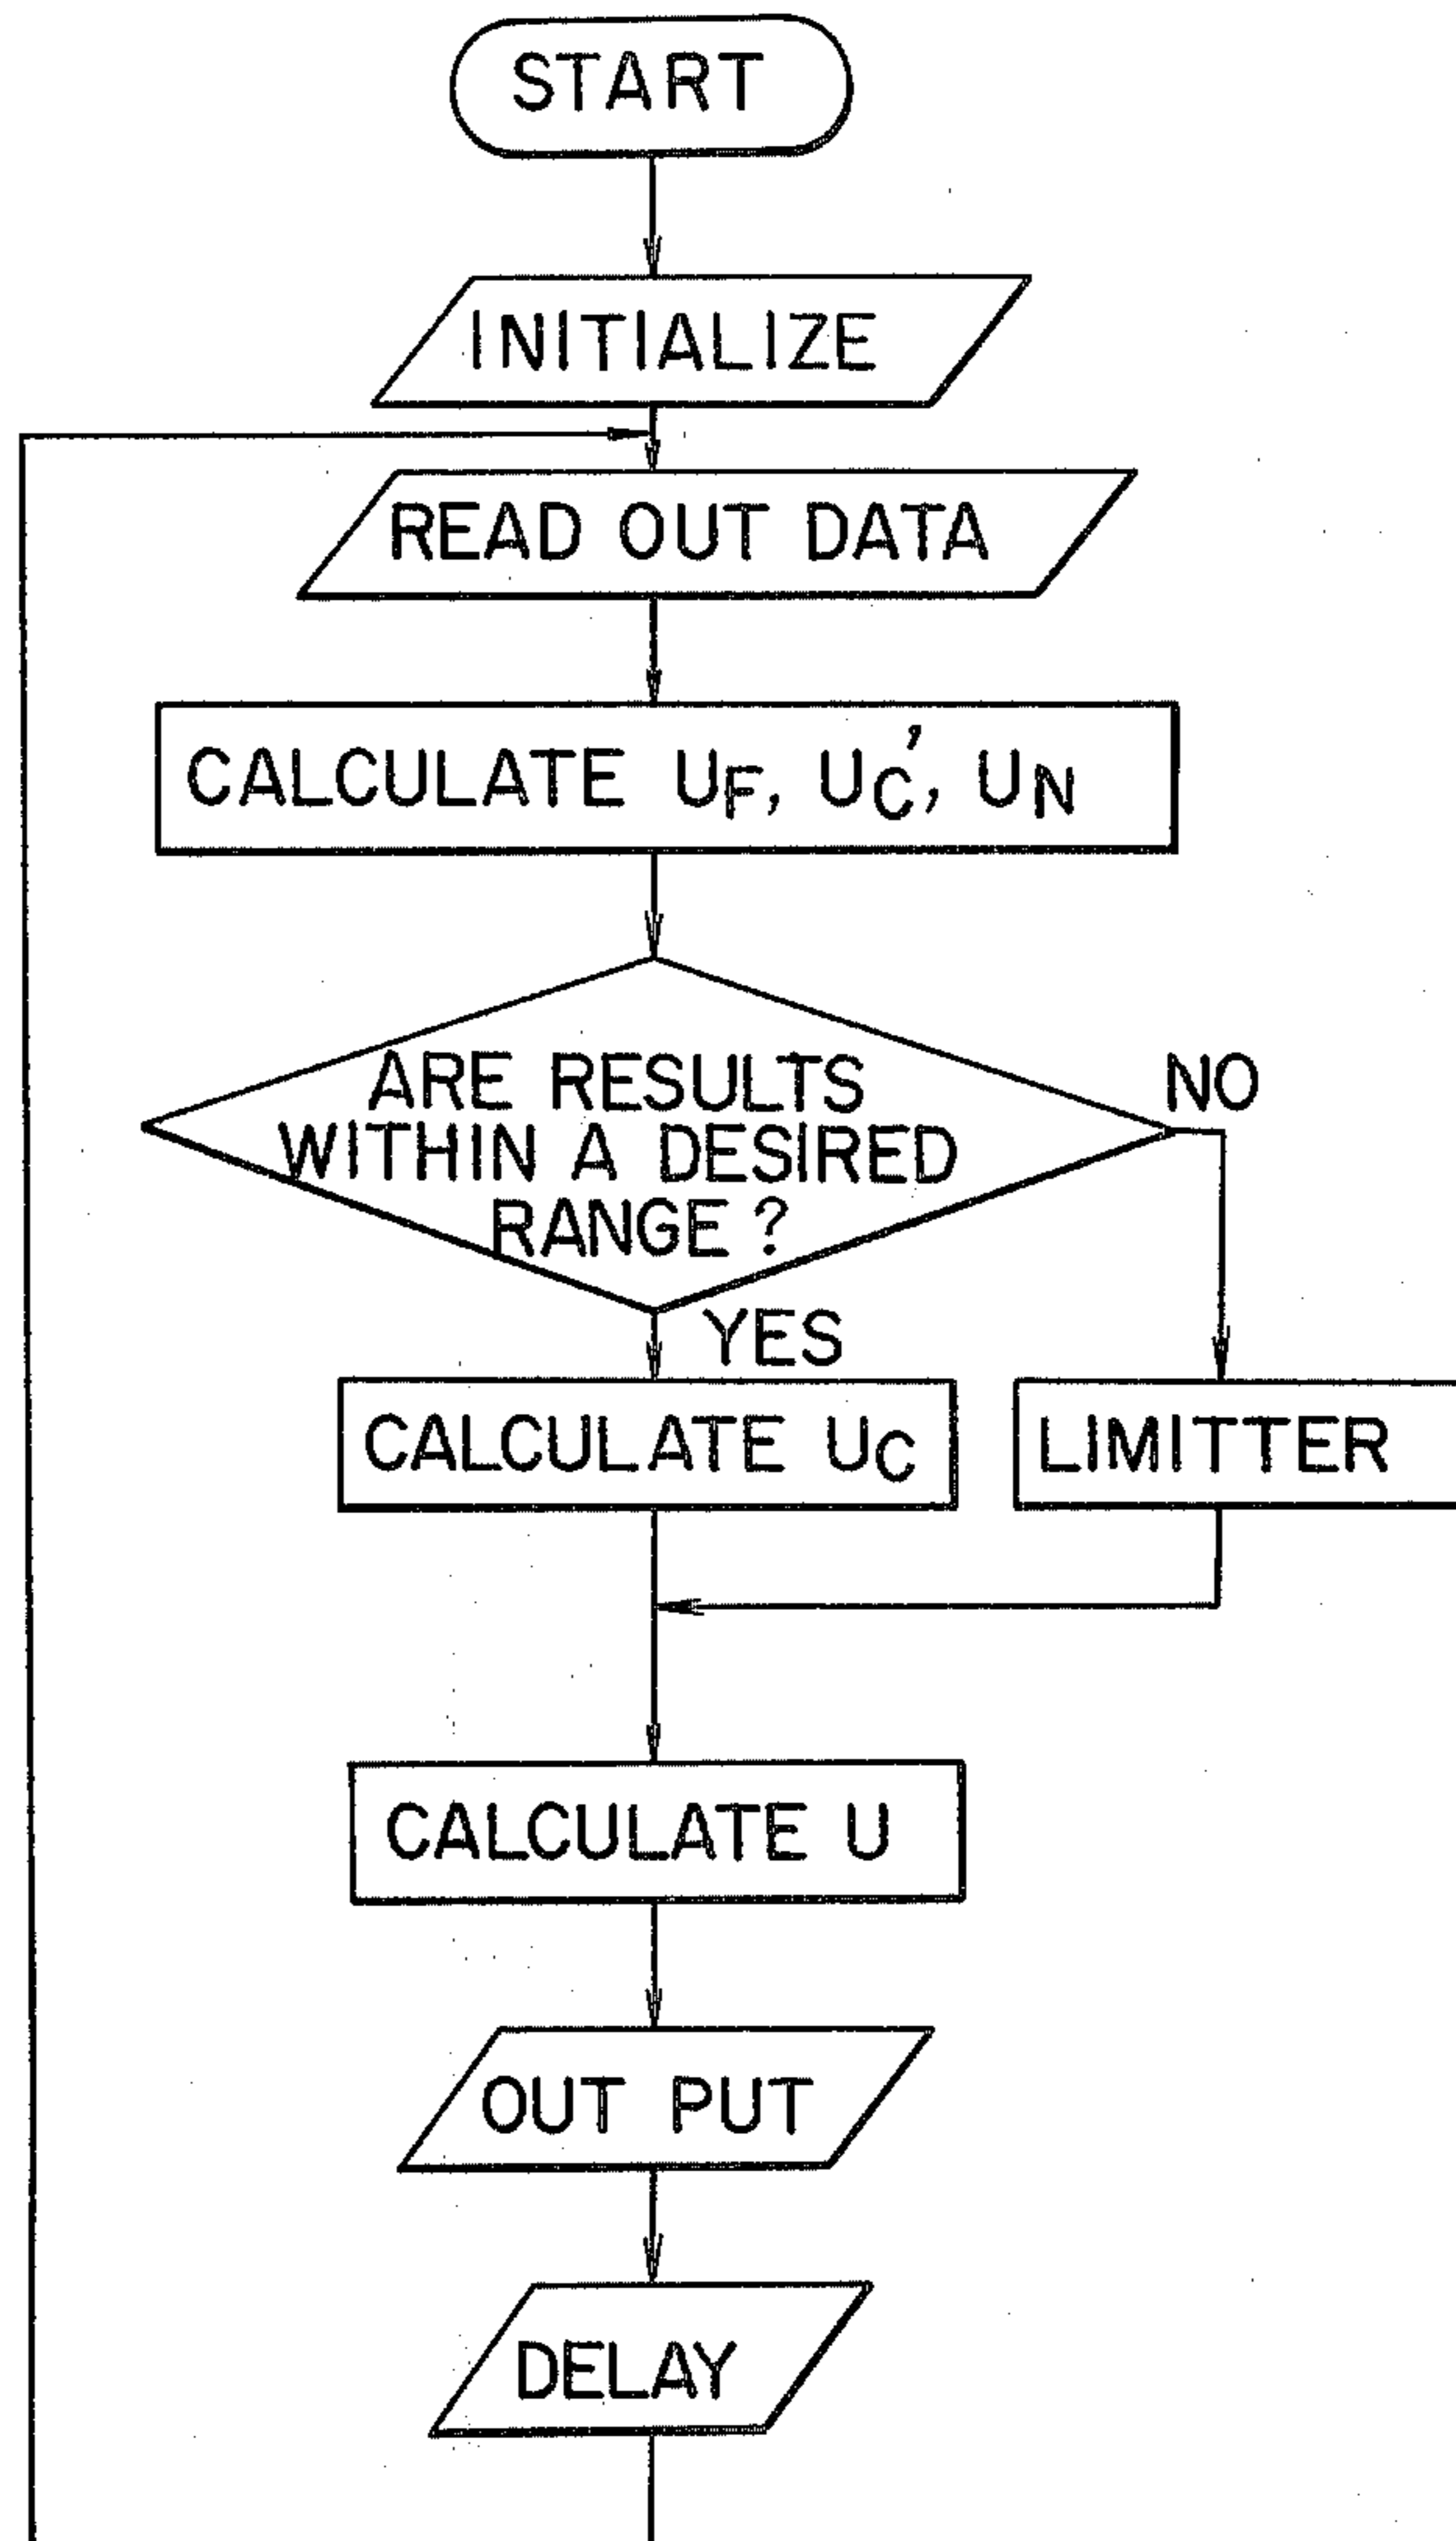 START
INITIALIZE
READ OUT DATA
CALCULATE UF, UC', UN
ARE RESULTS
WITHIN A DESIRED
RANGE?
NO
YES
CALCULATE UC
LIMITTER
CALCULATE U
OUT PUT
DELAY